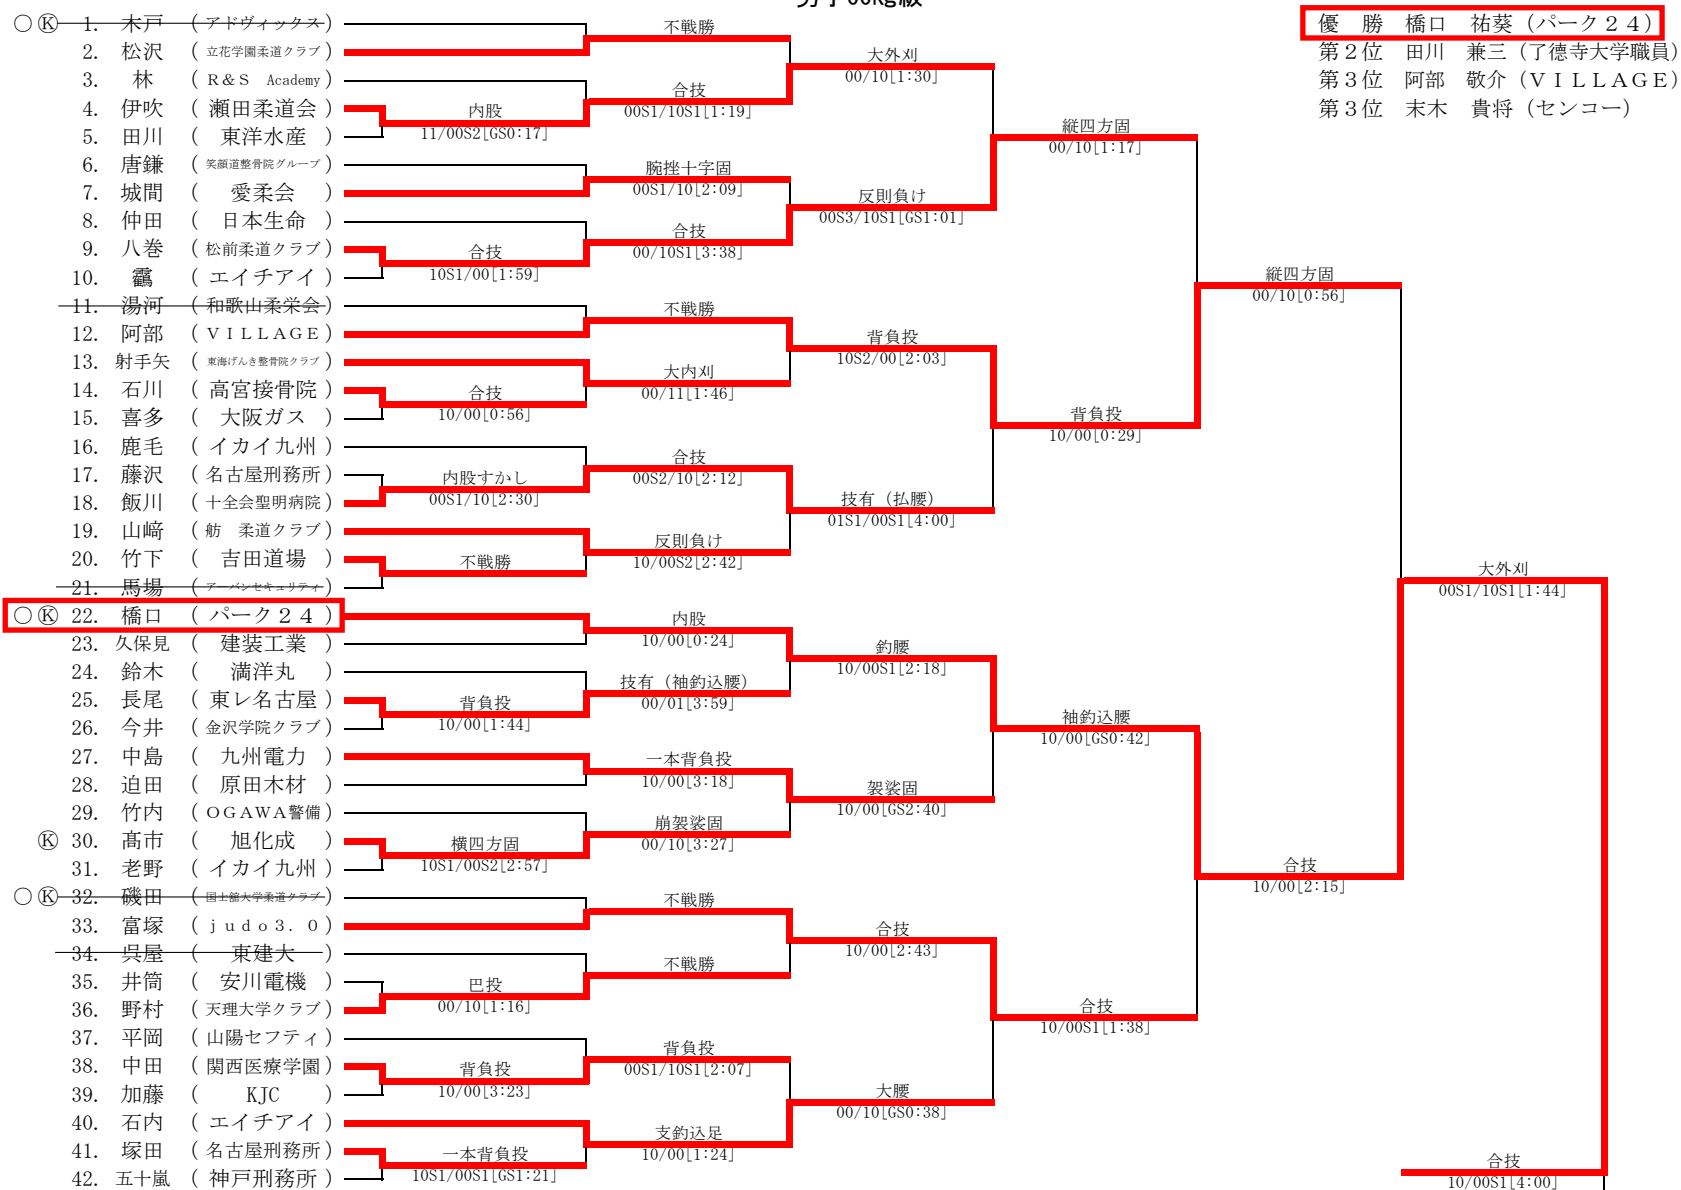 優　勝　橋口　祐葵（パーク２４）
第２位　田川　兼三（了徳寺大学職員）
第３位　阿部　敬介（ＶＩＬＬＡＧＥ）
第３位　末木　貴将（センコー）
○Ⓚ 1. 木戸 （アドヴィックス）
2. 松沢 （立花学園柔道クラブ）
3. 林 （R&S Academy）
4. 伊吹 （瀬田柔道会）
5. 田川 （東洋水産）
6. 唐鎌 （笑顔道整骨院グループ）
7. 城間 （愛柔会）
8. 仲田 （日本生命）
9. 八巻 （松前柔道クラブ）
10. 靍 （エイチアイ）
11. 湯河 （和歌山柔栄会）
12. 阿部 （ＶＩＬＬＡＧＥ）
13. 射手矢 （東海げんき整骨院クラブ）
14. 石川 （高宮接骨院）
15. 喜多 （大阪ガス）
16. 鹿毛 （イカイ九州）
17. 藤沢 （名古屋刑務所）
18. 飯川 （十全会聖明病院）
19. 山﨑 （舫　柔道クラブ）
20. 竹下 （吉田道場）
21. 馬場 （アーバンセキュリティ）
○Ⓚ 22. 橋口 （パーク２４）
23. 久保見 （建装工業）
24. 鈴木 （満洋丸）
25. 長尾 （東レ名古屋）
26. 今井 （金沢学院クラブ）
27. 中島 （九州電力）
28. 迫田 （原田木材）
29. 竹内 （ＯＧＡＷＡ警備）
Ⓚ 30. 髙市 （旭化成）
31. 老野 （イカイ九州）
○Ⓚ 32. 磯田 （国士舘大学柔道クラブ）
33. 富塚 （ｊｕｄｏ３．０）
34. 呉屋 （東建大）
35. 井筒 （安川電機）
36. 野村 （天理大学クラブ）
37. 平岡 （山陽セフティ）
38. 中田 （関西医療学園）
39. 加藤 （KJC）
40. 石内 （エイチアイ）
41. 塚田 （名古屋刑務所）
42. 五十嵐 （神戸刑務所）
内股
11/00S2[GS0:17]
合技
10S1/00[1:59]
合技
10/00[0:56]
内股すかし
00S1/10[2:30]
不戦勝
背負投
10/00[1:44]
横四方固
10S1/00S2[2:57]
巴投
00/10[1:16]
背負投
10/00[3:23]
一本背負投
10S1/00S1[GS1:21]
不戦勝
合技
00S1/10S1[1:19]
腕挫十字固
00S1/10[2:09]
合技
00/10S1[3:38]
不戦勝
大内刈
00/11[1:46]
合技
00S2/10[2:12]
反則負け
10/00S2[2:42]
内股
10/00[0:24]
技有（袖釣込腰）
00/01[3:59]
一本背負投
10/00[3:18]
崩袈裟固
00/10[3:27]
不戦勝
不戦勝
背負投
00S1/10S1[2:07]
支釣込足
10/00[1:24]
大外刈
00/10[1:30]
反則負け
00S3/10S1[GS1:01]
背負投
10S2/00[2:03]
技有（払腰）
01S1/00S1[4:00]
釣腰
10/00S1[2:18]
袈裟固
10/00[GS2:40]
合技
10/00[2:43]
大腰
00/10[GS0:38]
縦四方固
00/10[1:17]
背負投
10/00[0:29]
袖釣込腰
10/00[GS0:42]
合技
10/00S1[1:38]
縦四方固
00/10[0:56]
合技
10/00[2:15]
大外刈
00S1/10S1[1:44]
合技
10/00S1[4:00]